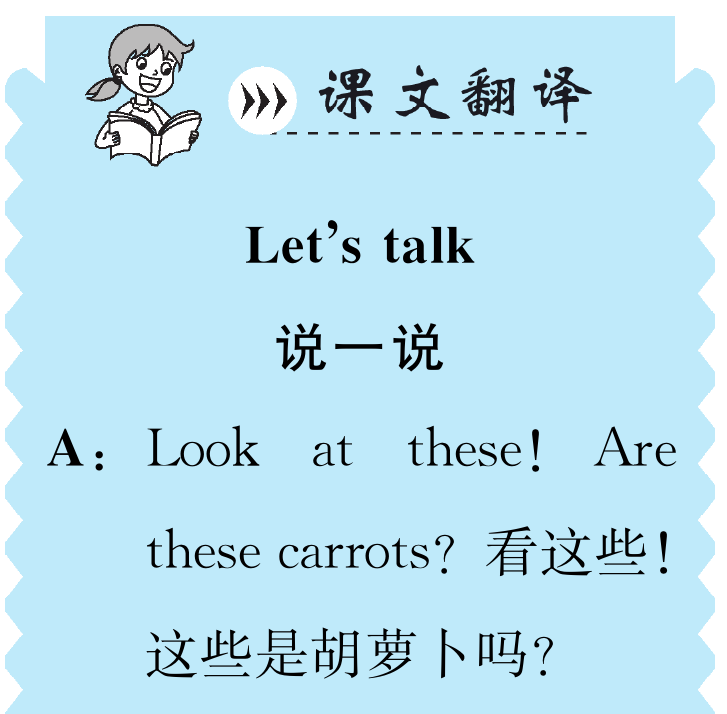 课文翻译
Let's talk
说一说
A：Look at these! Are
these carrots? 看这些！
这些是胡萝卜吗？